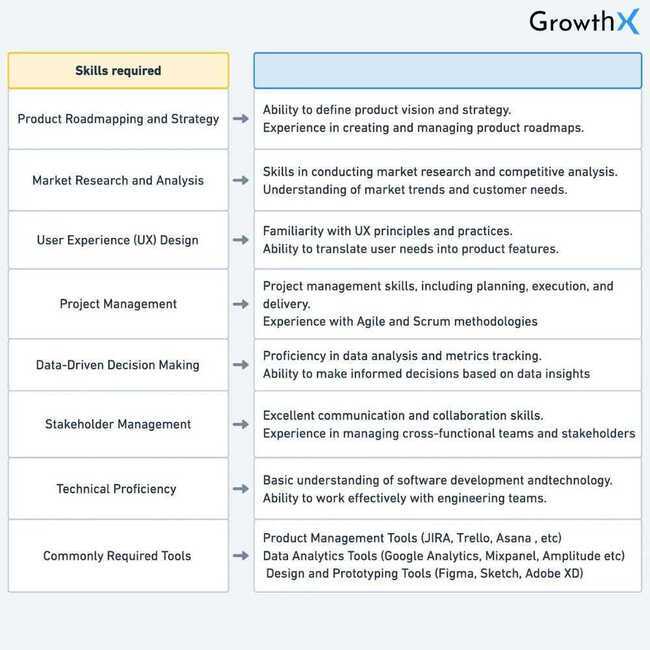 GrowthX
Skills required
Product Roadmapping and Strategy
Ability to define product vision and strategy.
Experience in creating and managing product roadmaps.
Market Research and Analysis
Skills in conducting market research and competitive analysis.
Understanding of market trends and customer needs.
User Experience (UX) Design
Familiarity with UX principles and practices.
Ability to translate user needs into product features.
Project Management
Project management skills, including planning, execution, and
delivery.
Experience with Agile and Scrum methodologies
Data-Driven Decision Making
Proficiency in data analysis and metrics tracking.
Ability to make informed decisions based on data insights
Stakeholder Management
Excellent communication and collaboration skills.
Experience in managing cross-functional teams and stakeholders
Technical Proficiency
Basic understanding of software development andtechnology.
Ability to work effectively with engineering teams.
Commonly Required Tools
Product Management Tools (JIRA, Trello, Asana , etc)
Data Analytics Tools (Google Analytics, Mixpanel, Amplitude etc)
Design and Prototyping Tools (Figma, Sketch, Adobe XD)